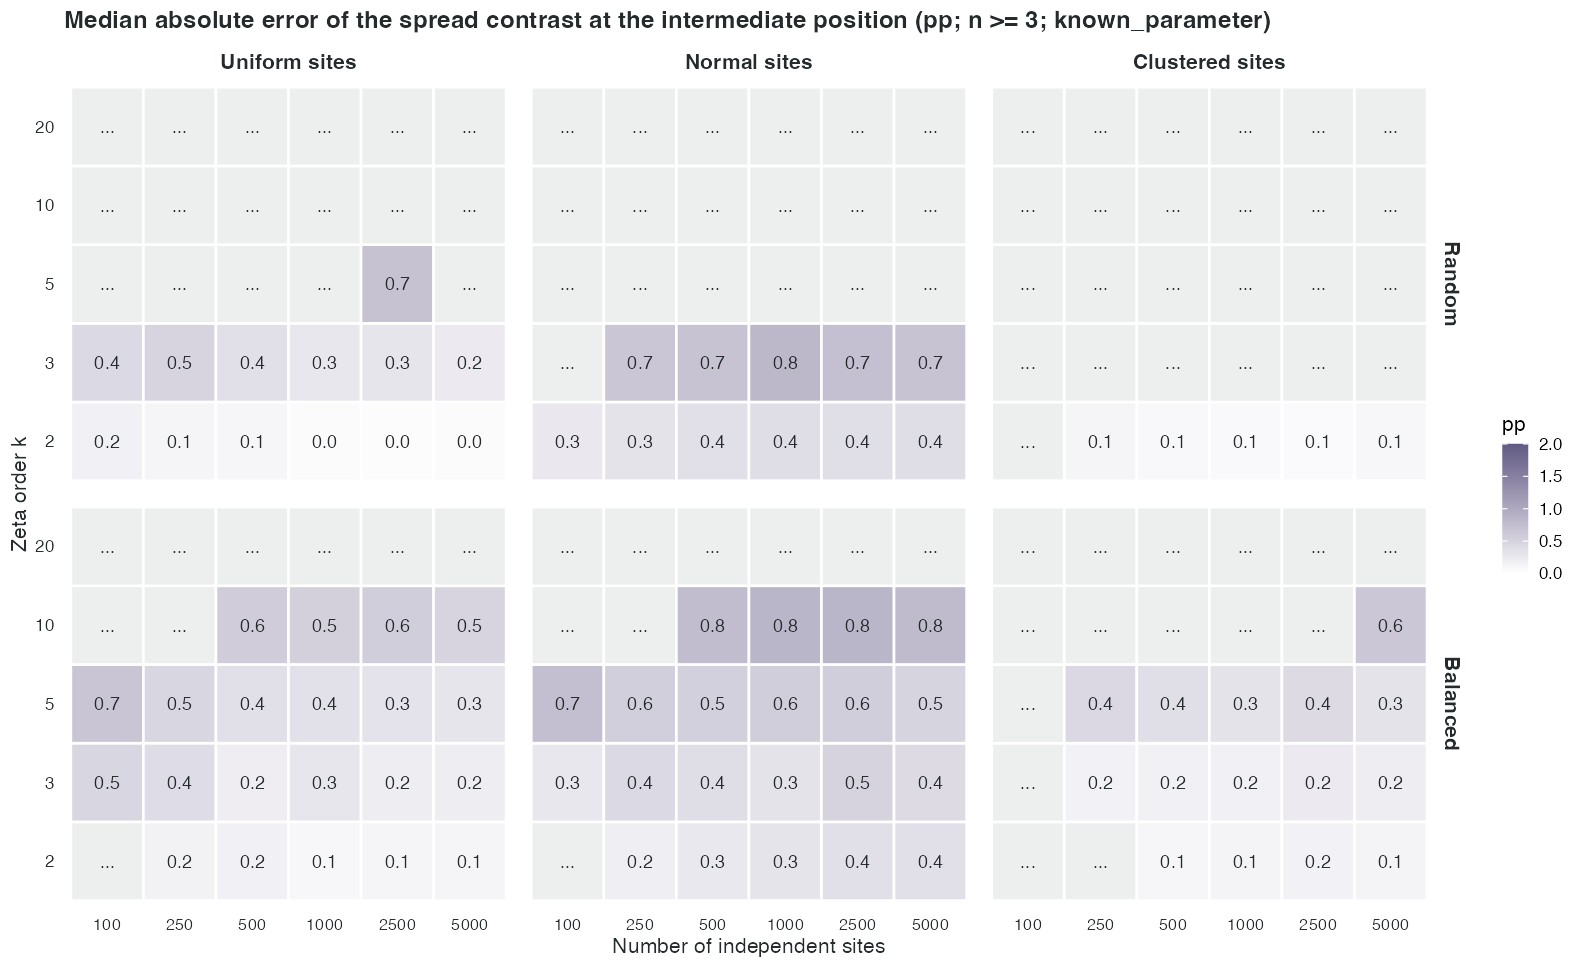 Median absolute error of the spread contrast at the intermediate position (pp; n >= 3; known_parameter)
Uniform sites Normal sites Clustered sites
20 ... ... ... ... ... ... ... ... ... ... ... ... ... ... ... ... ... ...
10 ... ... ... ... ... ... ... ... ... ... ... ... ... ... ... ... ... ...
5 ... ... ... ... 0.7 ... ... ... ... ... ... ... ... ... ... ... ... ...
3 0.4 0.5 0.4 0.3 0.3 0.2 ... 0.7 0.7 0.8 0.7 0.7 ... ... ... ... ... ...
2 0.2 0.1 0.1 0.0 0.0 0.0 0.3 0.3 0.4 0.4 0.4 0.4 ... 0.1 0.1 0.1 0.1 0.1
Random
20 ... ... ... ... ... ... ... ... ... ... ... ... ... ... ... ... ... ...
10 ... ... 0.6 0.5 0.6 0.5 ... ... 0.8 0.8 0.8 0.8 ... ... ... ... ... 0.6
5 0.7 0.5 0.4 0.4 0.3 0.3 0.7 0.6 0.5 0.6 0.6 0.5 ... 0.4 0.4 0.3 0.4 0.3
3 0.5 0.4 0.2 0.3 0.2 0.2 0.3 0.4 0.4 0.3 0.5 0.4 ... 0.2 0.2 0.2 0.2 0.2
2 ... 0.2 0.2 0.1 0.1 0.1 ... 0.2 0.3 0.3 0.4 0.4 ... ... 0.1 0.1 0.2 0.1
Balanced
100 250 500 1000 2500 5000 100 250 500 1000 2500 5000 100 250 500 1000 2500 5000
Number of independent sites
Zeta order k
pp
2.0
1.5
1.0
0.5
0.0